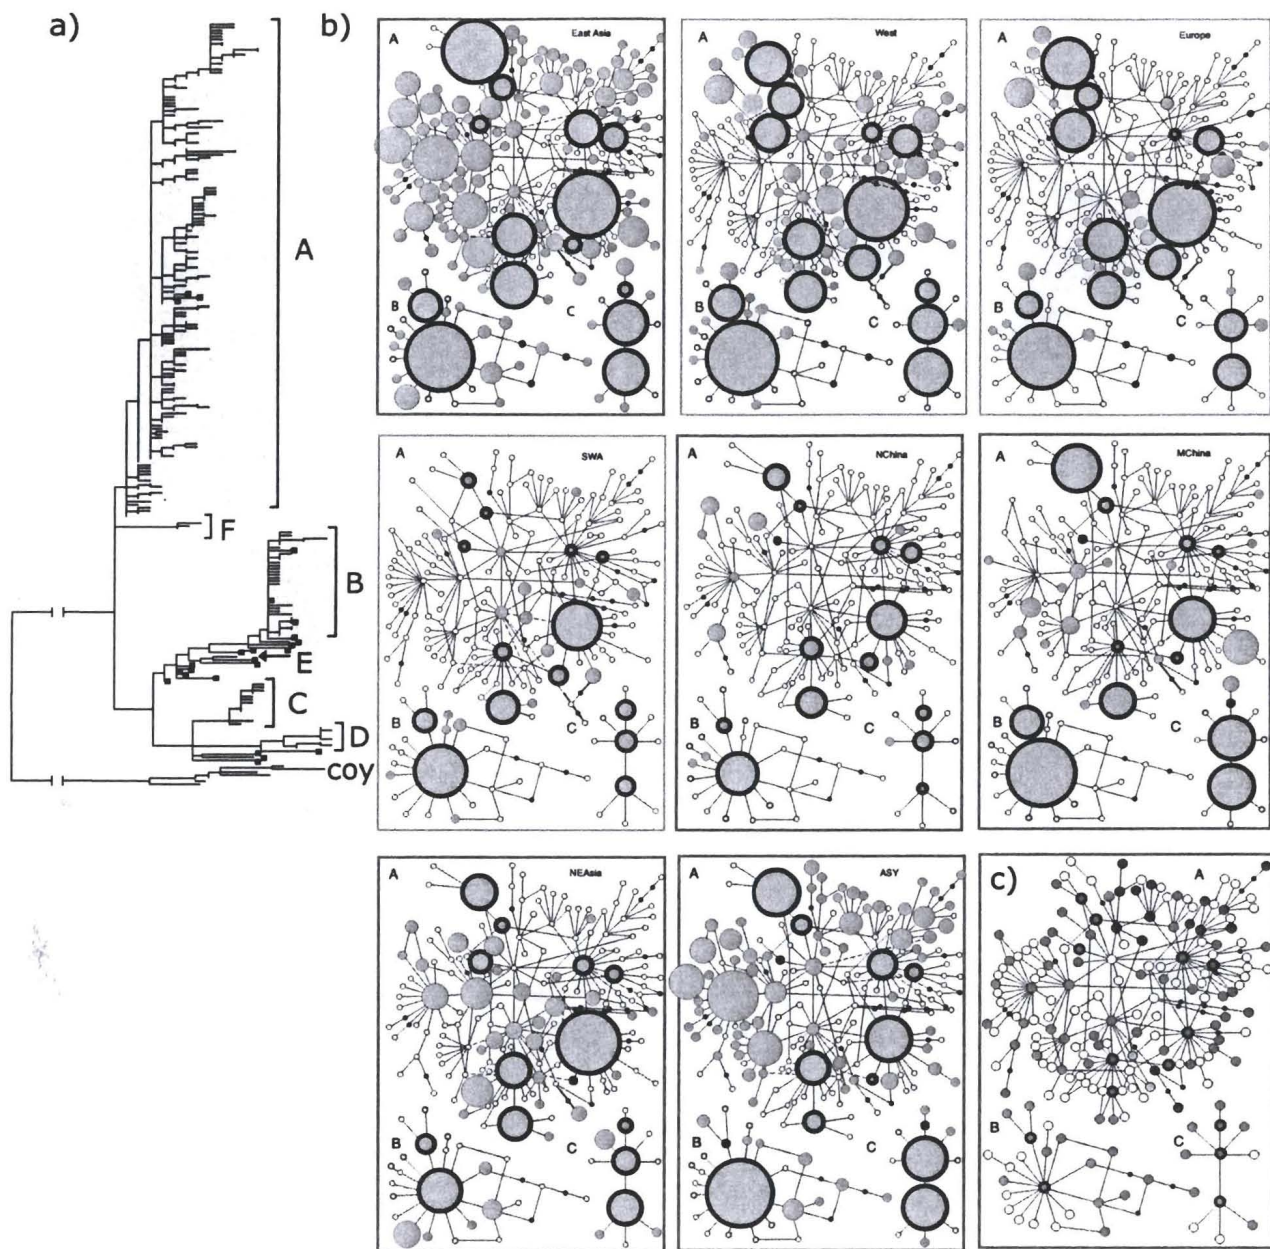 a)
A
F
B
E
C
D
coy
b)
A East Asia
B C
A West
B C
A Europe
B C
A SWA
B C
A NChina
B C
A MChina
B C
A NEAsia
B C
A ASY
B C
c) A
B C